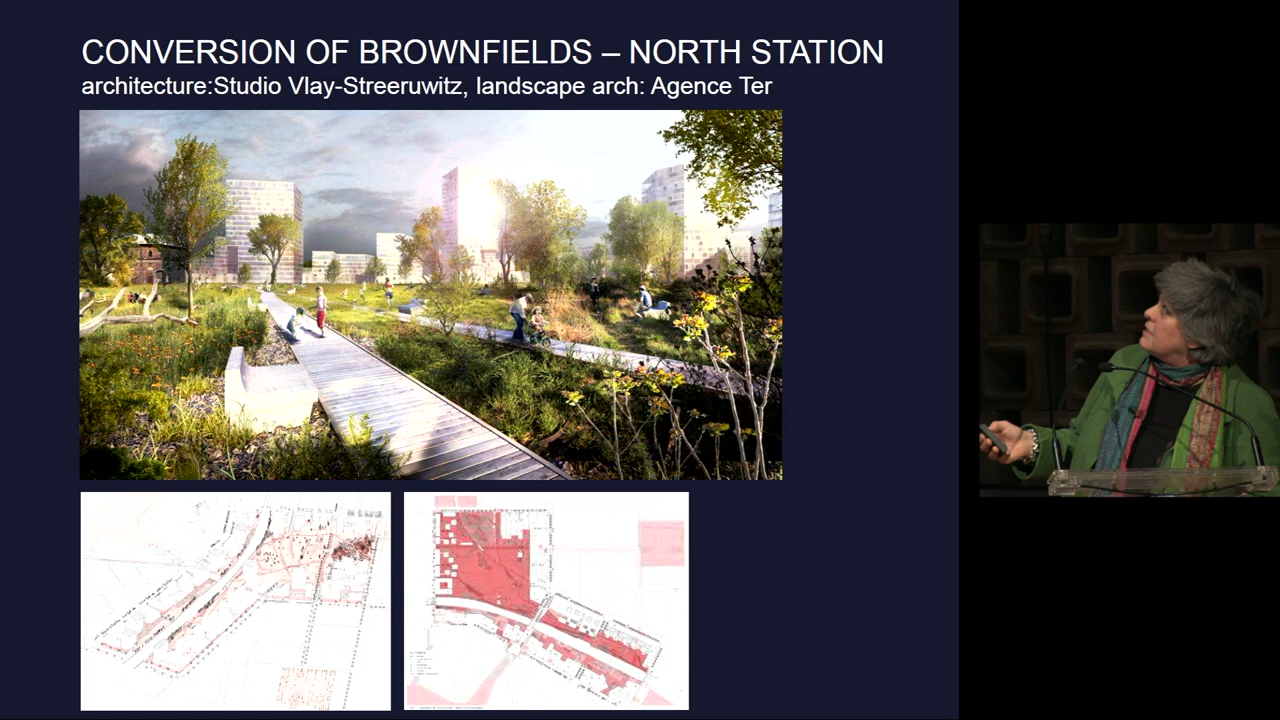 CONVERSION OF BROWNFIELDS – NORTH STATION
architecture:Studio Vlay-Streeruwitz, landscape arch: Agence Ter